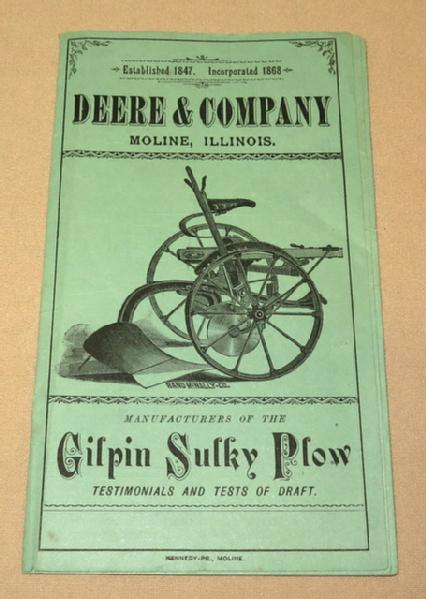 Established 1847. Incorporated 1868
DEERE & COMPANY
MOLINE, ILLINOIS.
RAND MCNALLY-CO.
MANUFACTURERS OF THE
Gilpin Sulky Plow
TESTIMONIALS AND TESTS OF DRAFT.
KENNEDY-PR., MOLINE.